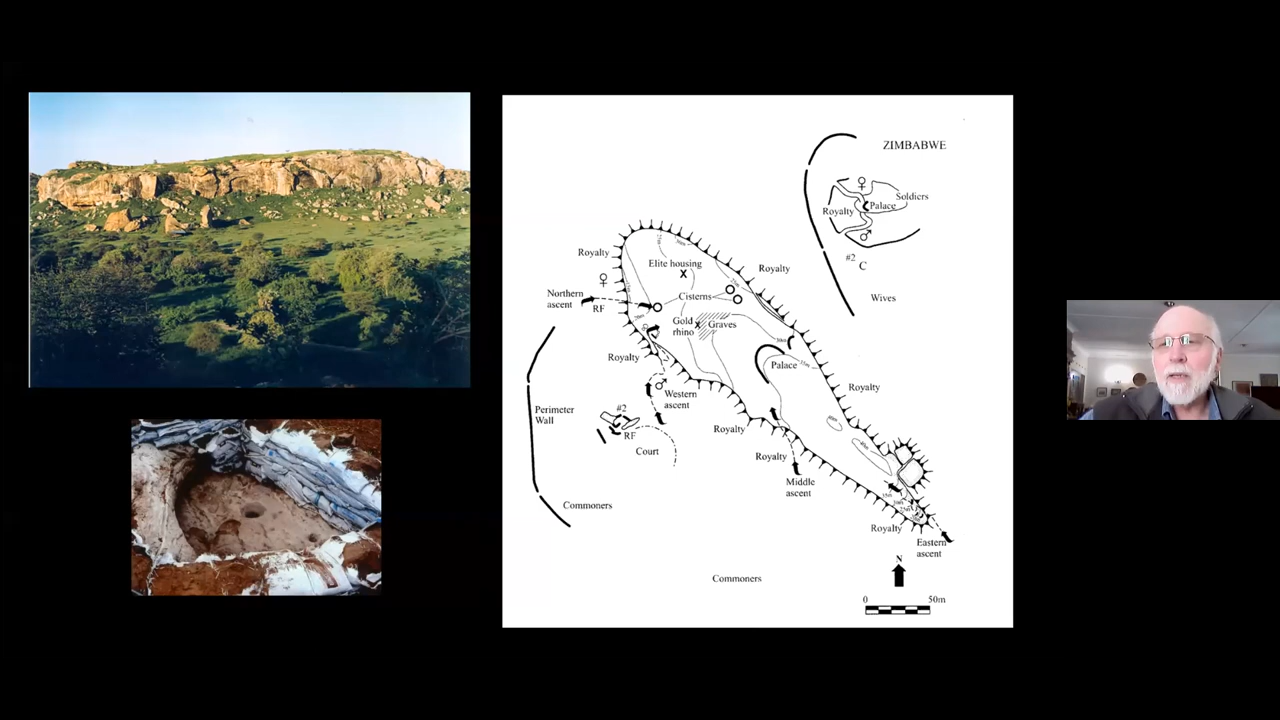 ZIMBABWE
♀
Soldiers
Royalty
Palace
♂
#2
C
Wives
Royalty
Elite housing
X
Royalty
♀
Northern
ascent
RF
Cisterns
Gold
rhino
X
Graves
Royalty
Palace
♂
Western
ascent
Royalty
Perimeter
Wall
#2
RF
Court
Royalty
Royalty
Middle
ascent
Commoners
Royalty
Eastern
ascent
N
Commoners
0
50m